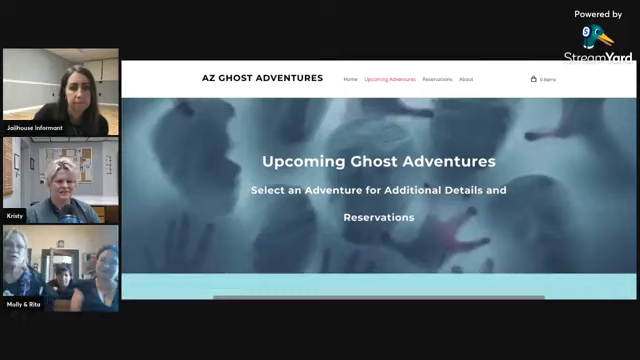 Powered by
StreamYard
AZ GHOST ADVENTURES
Home
Upcoming Adventures
Reservations
About
0 items
Upcoming Ghost Adventures
Select an Adventure for Additional Details and
Reservations
Jailhouse Informant
Kristy
Molly & Rita